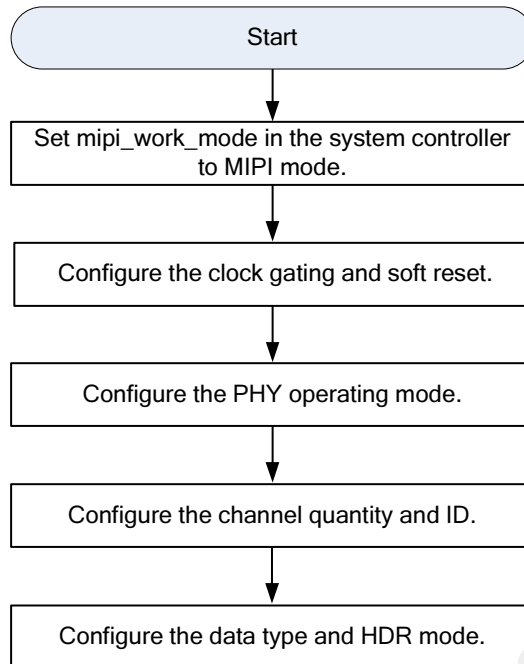 Start
Set mipi_work_mode in the system controller
to MIPI mode.
Configure the clock gating and soft reset.
Configure the PHY operating mode.
Configure the channel quantity and ID.
Configure the data type and HDR mode.